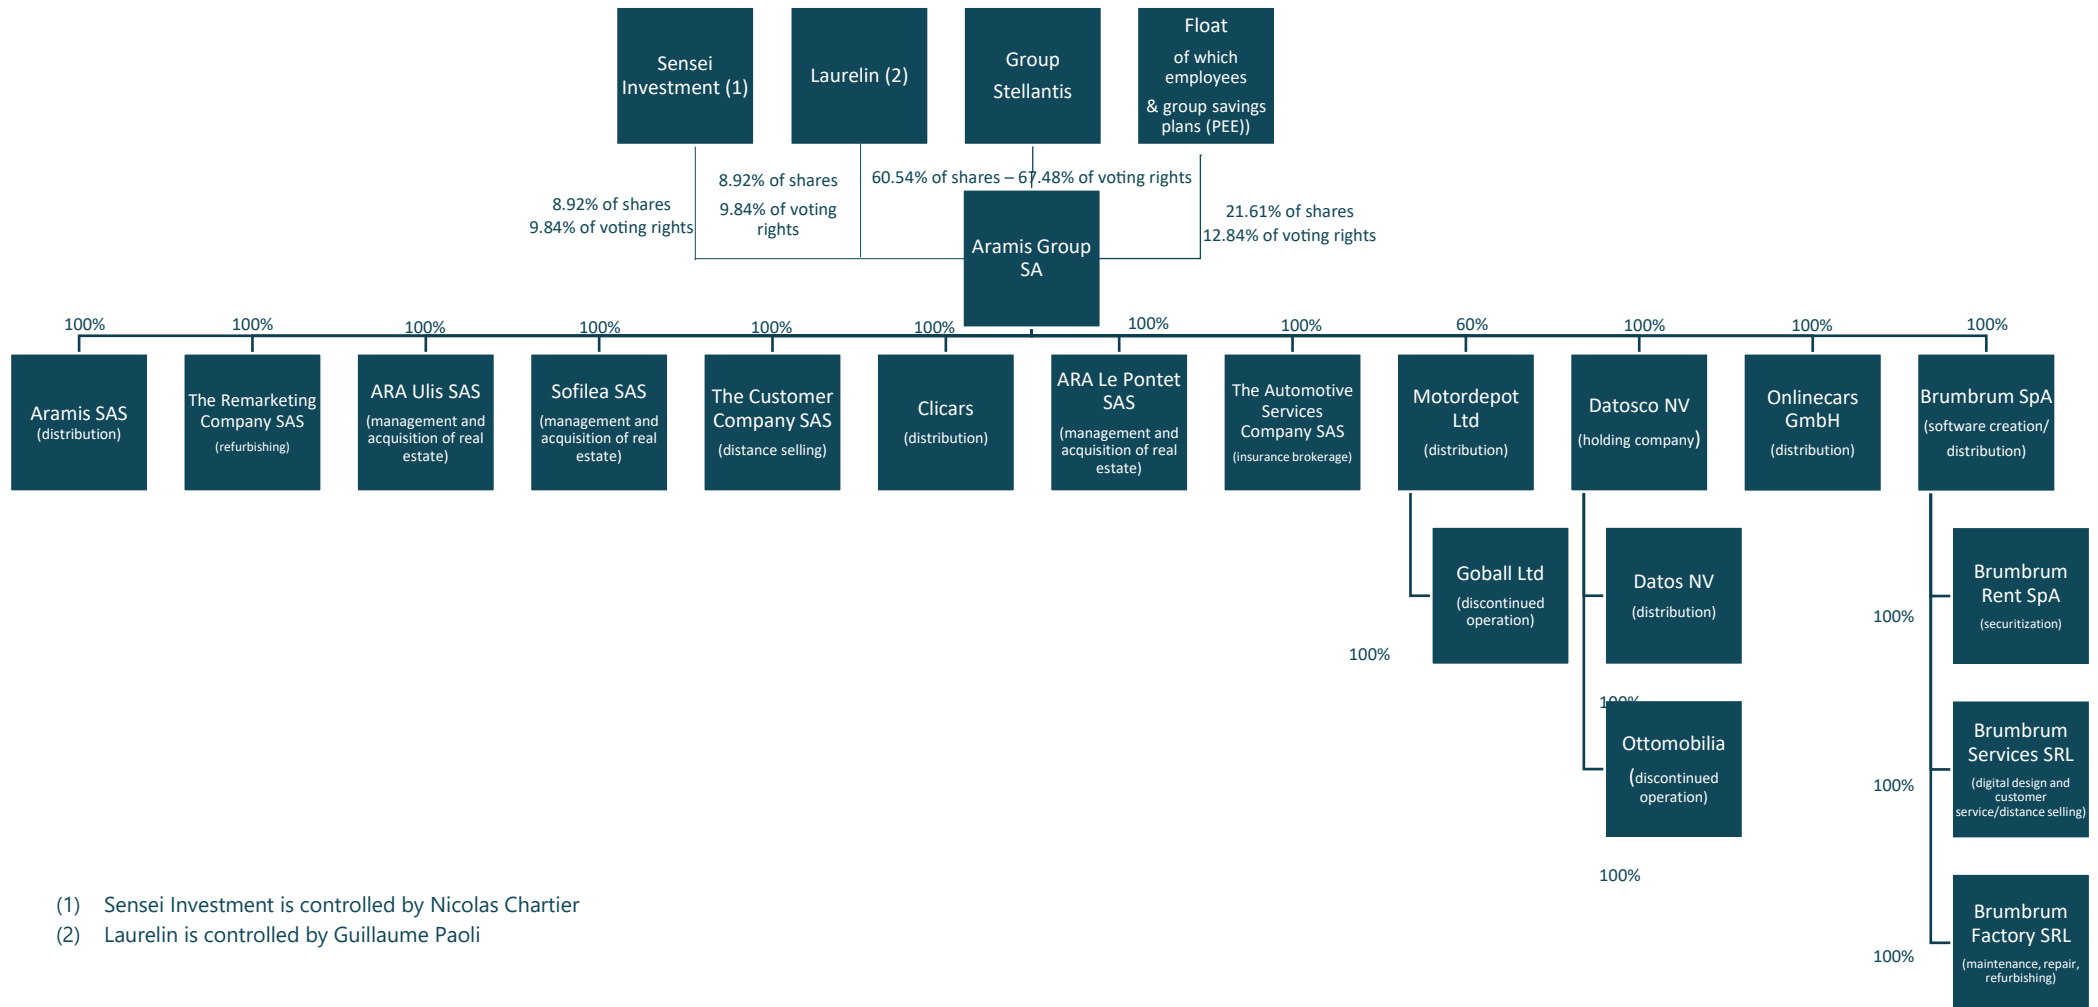 Sensei
Investment (1)
Laurelin (2)
Group
Stellantis
Float
of which
employees
& group savings
plans (PEE))
8.92% of shares
9.84% of voting rights
8.92% of shares
9.84% of voting
rights
60.54% of shares – 67.48% of voting rights
21.61% of shares
12.84% of voting rights
Aramis Group
SA
100%
100%
100%
100%
100%
100%
100%
100%
60%
100%
100%
100%
Aramis SAS
(distribution)
The Remarketing
Company SAS
(refurbishing)
ARA Ulis SAS
(management and
acquisition of real
estate)
Sofilea SAS
(management and
acquisition of real
estate)
The Customer
Company SAS
(distance selling)
Clicars
(distribution)
ARA Le Pontet
SAS
(management and
acquisition of real
estate)
The Automotive
Services
Company SAS
(insurance brokerage)
Motordepot
Ltd
(distribution)
Datosco NV
(holding company)
Onlinecars
GmbH
(distribution)
Brumbrum SpA
(software creation/
distribution)
Goball Ltd
(discontinued
operation)
100%
Datos NV
(distribution)
100%
Ottomobilia
(discontinued
operation)
100%
Brumbrum
Rent SpA
(securitization)
100%
Brumbrum
Services SRL
(digital design and
customer
service/distance selling)
100%
Brumbrum
Factory SRL
(maintenance, repair,
refurbishing)
100%
(1) Sensei Investment is controlled by Nicolas Chartier
(2) Laurelin is controlled by Guillaume Paoli